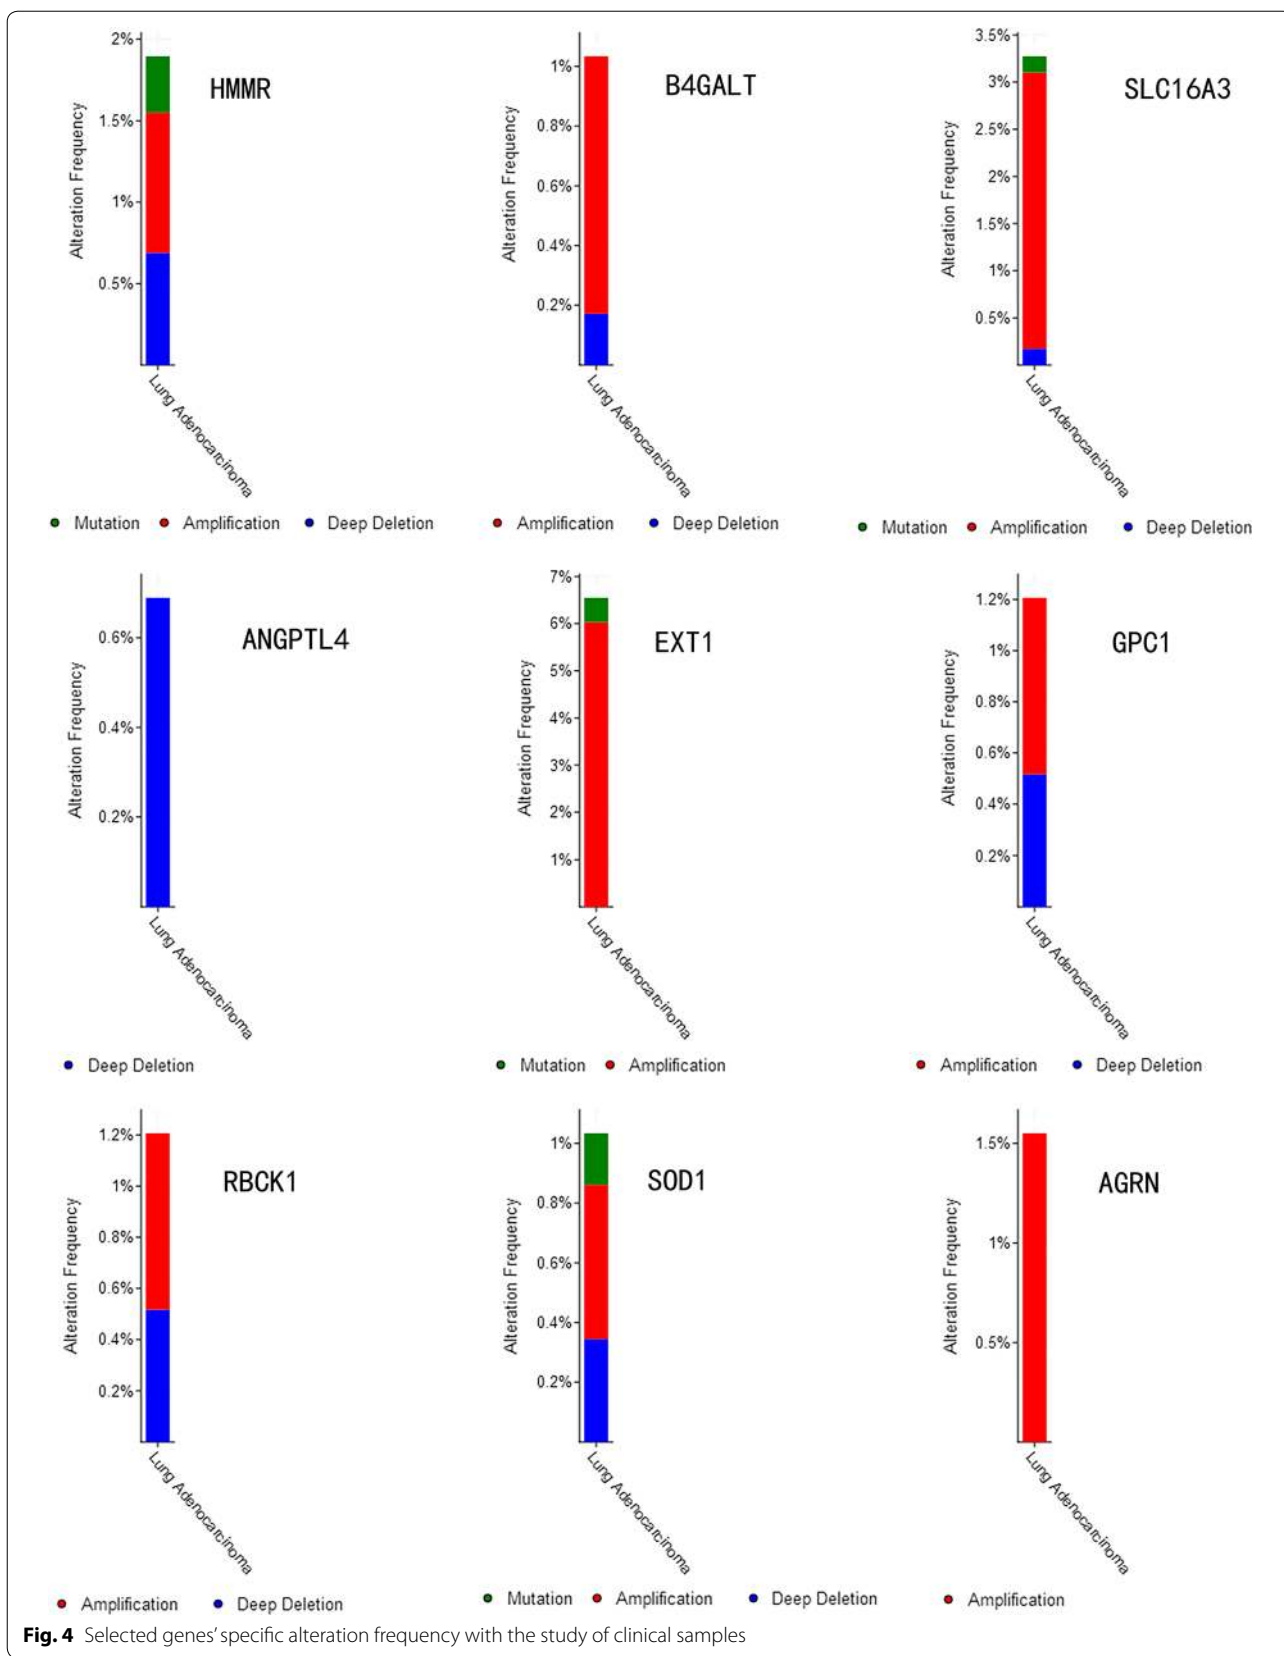 2%
1.5%
1%
0.5%
Alteration Frequency
HMMR
Lung Adenocarcinoma
Mutation Amplification Deep Deletion
1%
0.8%
0.6%
0.4%
0.2%
Alteration Frequency
B4GALT
Lung Adenocarcinoma
Amplification Deep Deletion
3.5%
3%
2.5%
2%
1.5%
1%
0.5%
Alteration Frequency
SLC16A3
Lung Adenocarcinoma
Mutation Amplification Deep Deletion
0.6%
0.4%
0.2%
Alteration Frequency
ANGPTL4
Lung Adenocarcinoma
Deep Deletion
7%
6%
5%
4%
3%
2%
1%
Alteration Frequency
EXT1
Lung Adenocarcinoma
Mutation Amplification
1.2%
1%
0.8%
0.6%
0.4%
0.2%
Alteration Frequency
GPC1
Lung Adenocarcinoma
Amplification Deep Deletion
1.2%
1%
0.8%
0.6%
0.4%
0.2%
Alteration Frequency
RBCK1
Lung Adenocarcinoma
Amplification Deep Deletion
1%
0.8%
0.6%
0.4%
0.2%
Alteration Frequency
SOD1
Lung Adenocarcinoma
Mutation Amplification Deep Deletion
1.5%
1%
0.5%
Alteration Frequency
AGRN
Lung Adenocarcinoma
Amplification
Fig. 4 Selected genes' specific alteration frequency with the study of clinical samples